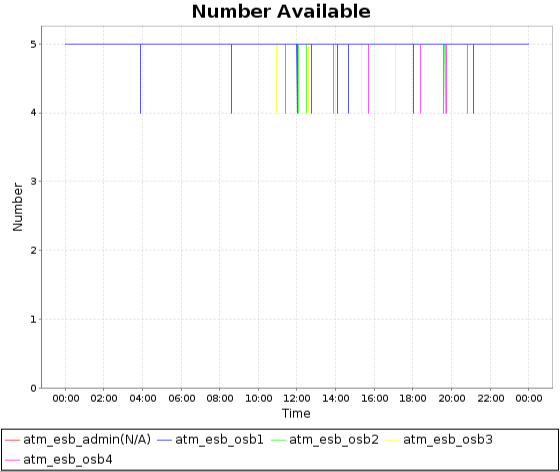 Number Available
5
4
3
2
1
0
Number
00:00 02:00 04:00 06:00 08:00 10:00 12:00 14:00 16:00 18:00 20:00 22:00 00:00
Time
atm_esb_admin(N/A) atm_esb_osb1 atm_esb_osb2 atm_esb_osb3
atm_esb_osb4